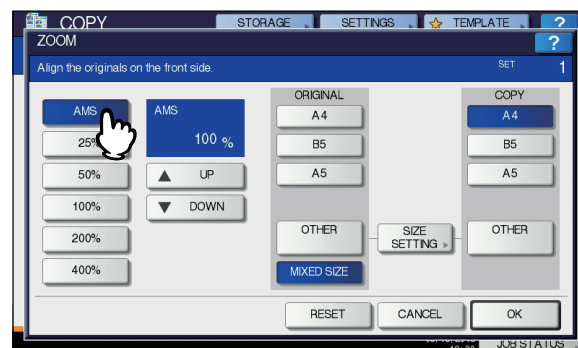 COPY STORAGE SETTINGS TEMPLATE ?
ZOOM ?
Align the originals on the front side. SET 1
ORIGINAL COPY
AMS AMS A4 A4
25% 100 % B5 B5
50% UP A5 A5
100% DOWN
200% OTHER SIZE SETTING OTHER
400% MIXED SIZE
RESET CANCEL OK
JOB STATUS